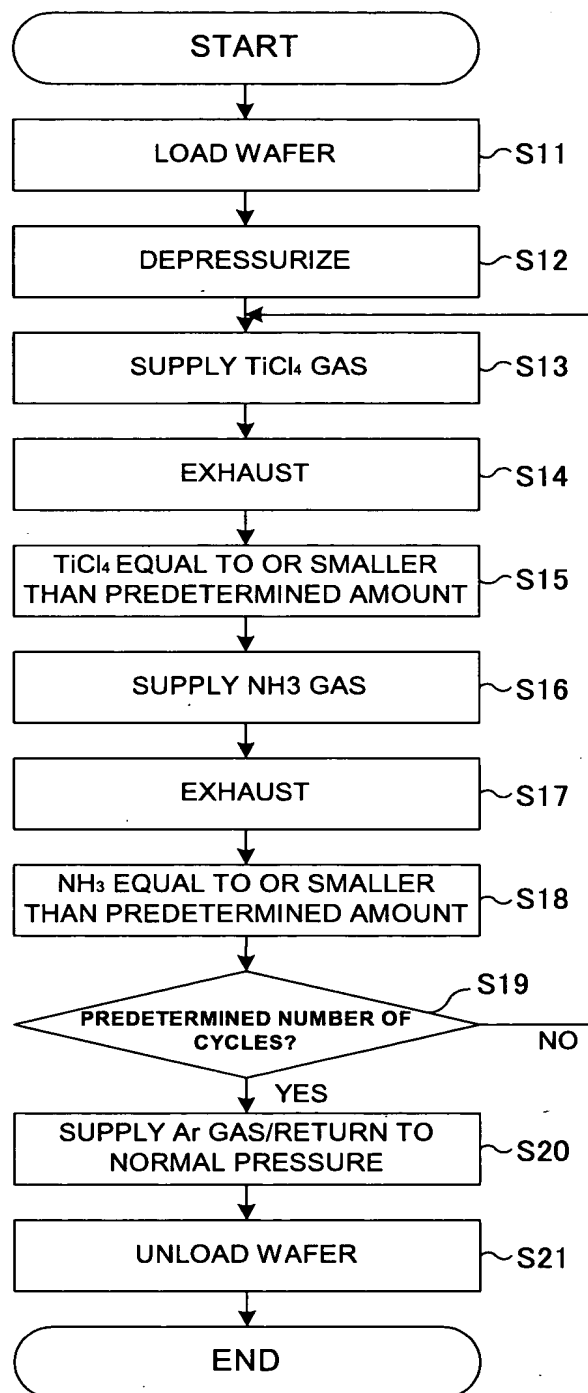 START
LOAD WAFER
S11
DEPRESSURIZE
S12
SUPPLY TiCl₄ GAS
S13
EXHAUST
S14
TiCl₄ EQUAL TO OR SMALLER
THAN PREDETERMINED AMOUNT
S15
SUPPLY NH3 GAS
S16
EXHAUST
S17
NH₃ EQUAL TO OR SMALLER
THAN PREDETERMINED AMOUNT
S18
S19
PREDETERMINED NUMBER OF
CYCLES?
NO
YES
SUPPLY Ar GAS/RETURN TO
NORMAL PRESSURE
S20
UNLOAD WAFER
S21
END